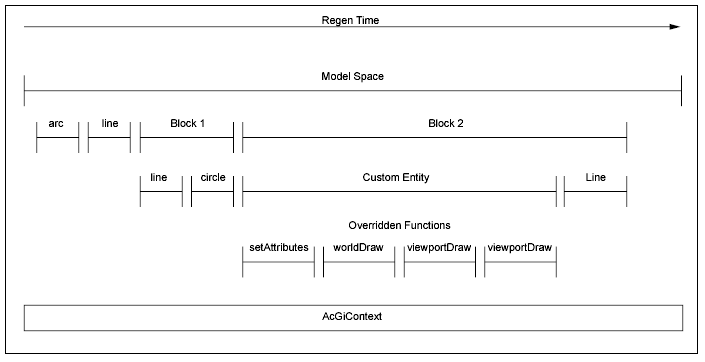 Regen Time
Model Space
arc line Block 1 Block 2
line circle Custom Entity Line
Overridden Functions
setAttributes worldDraw viewportDraw viewportDraw
AcGiContext